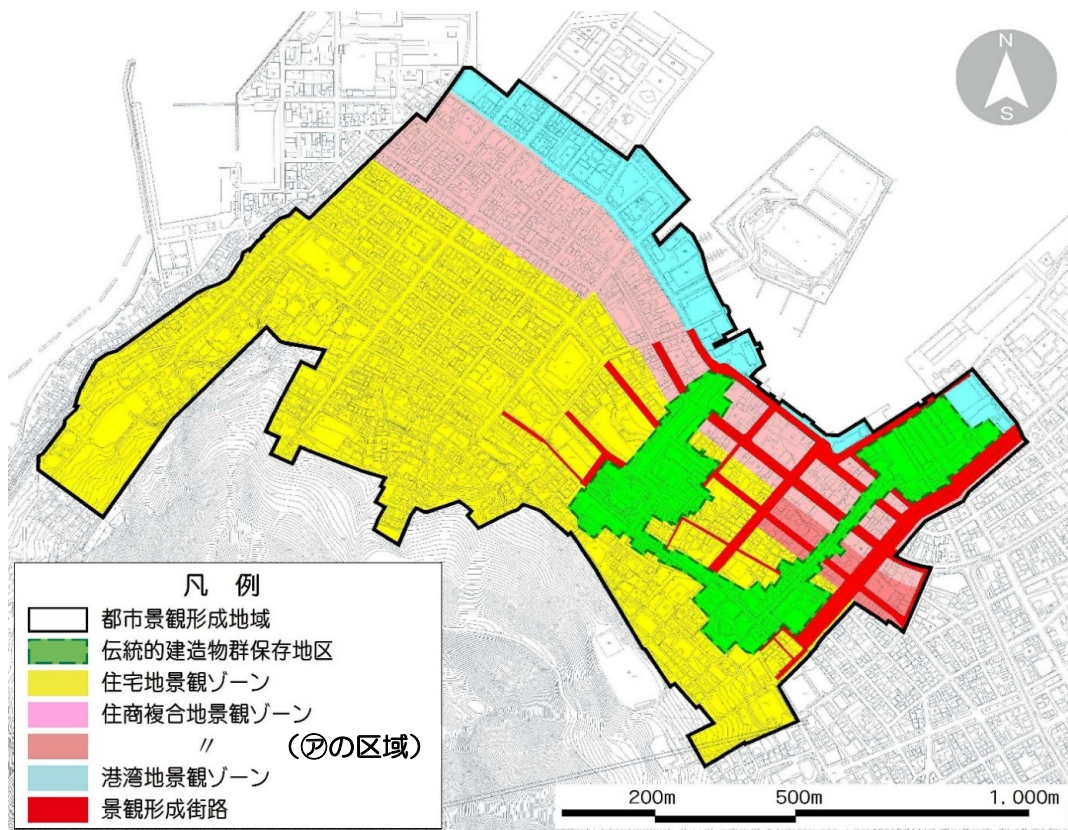 N
S
凡 例
都市景観形成地域
伝統的建造物群保存地区
住宅地景観ゾーン
住商複合地景観ゾーン
〃 (㋐の区域)
港湾地景観ゾーン
景観形成街路
200m 500m 1,000m